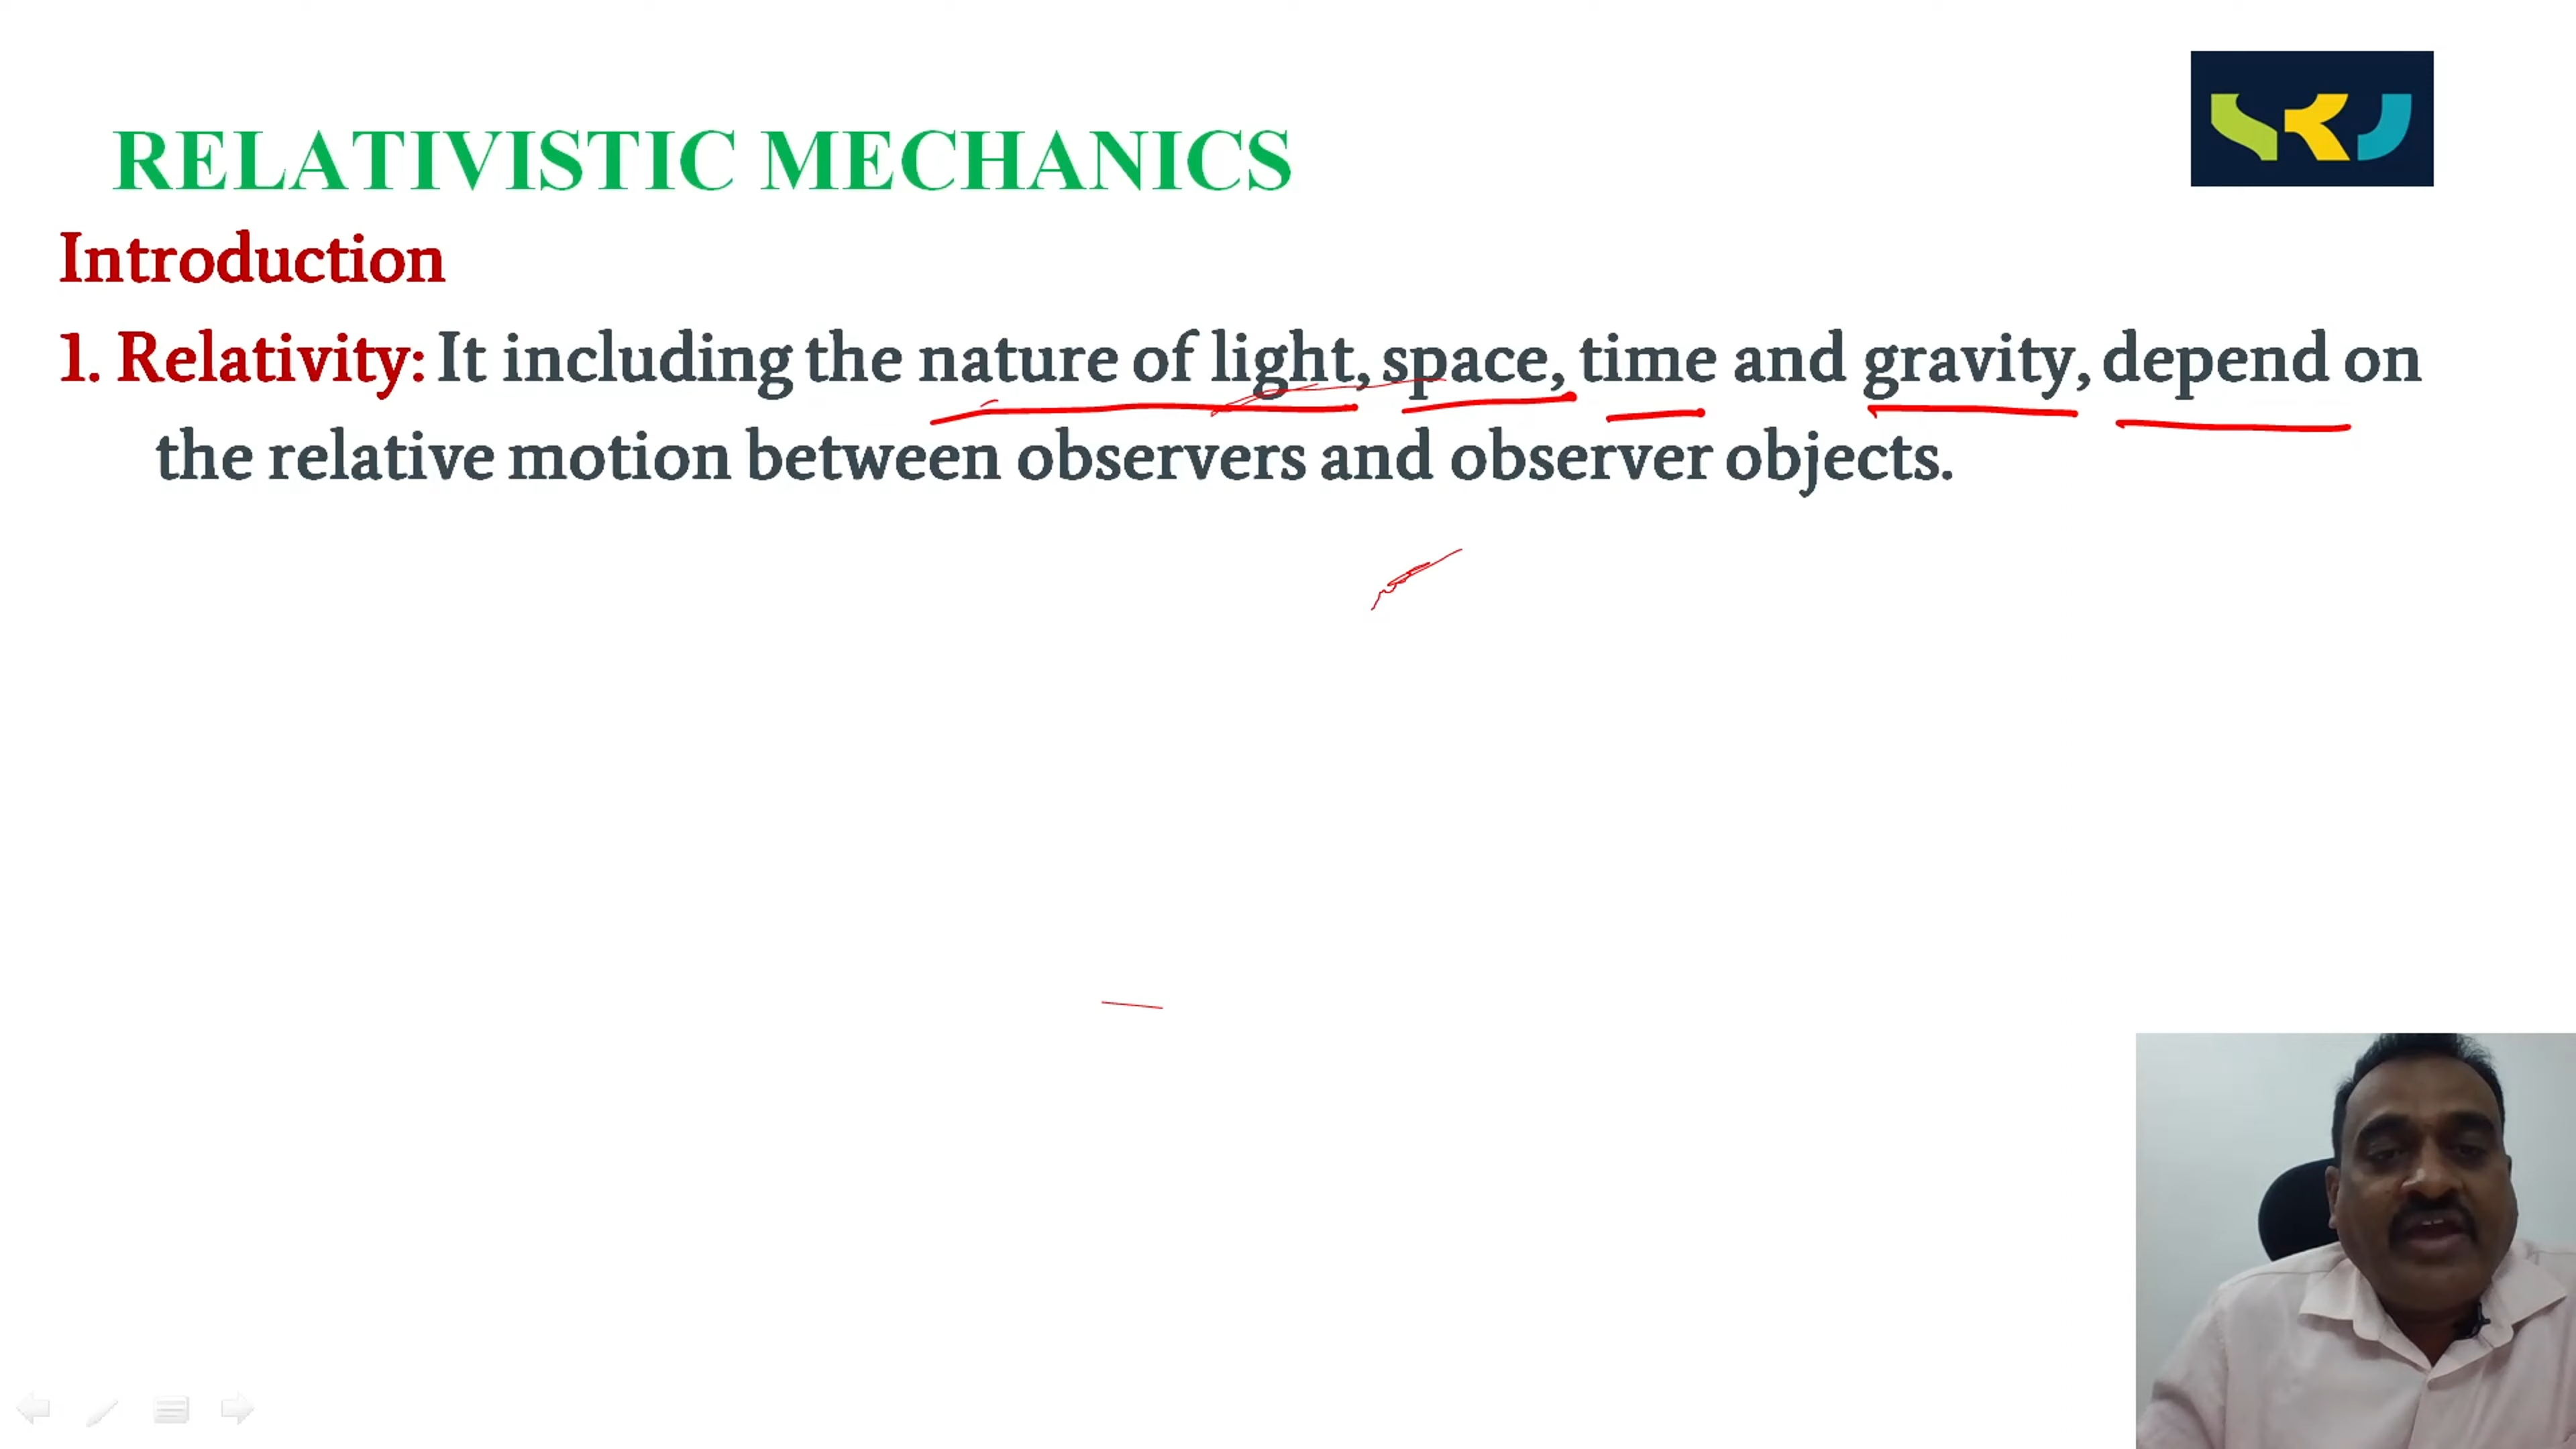 SKJ
RELATIVISTIC MECHANICS
Introduction
1. Relativity: It including the nature of light, space, time and gravity, depend on
the relative motion between observers and observer objects.